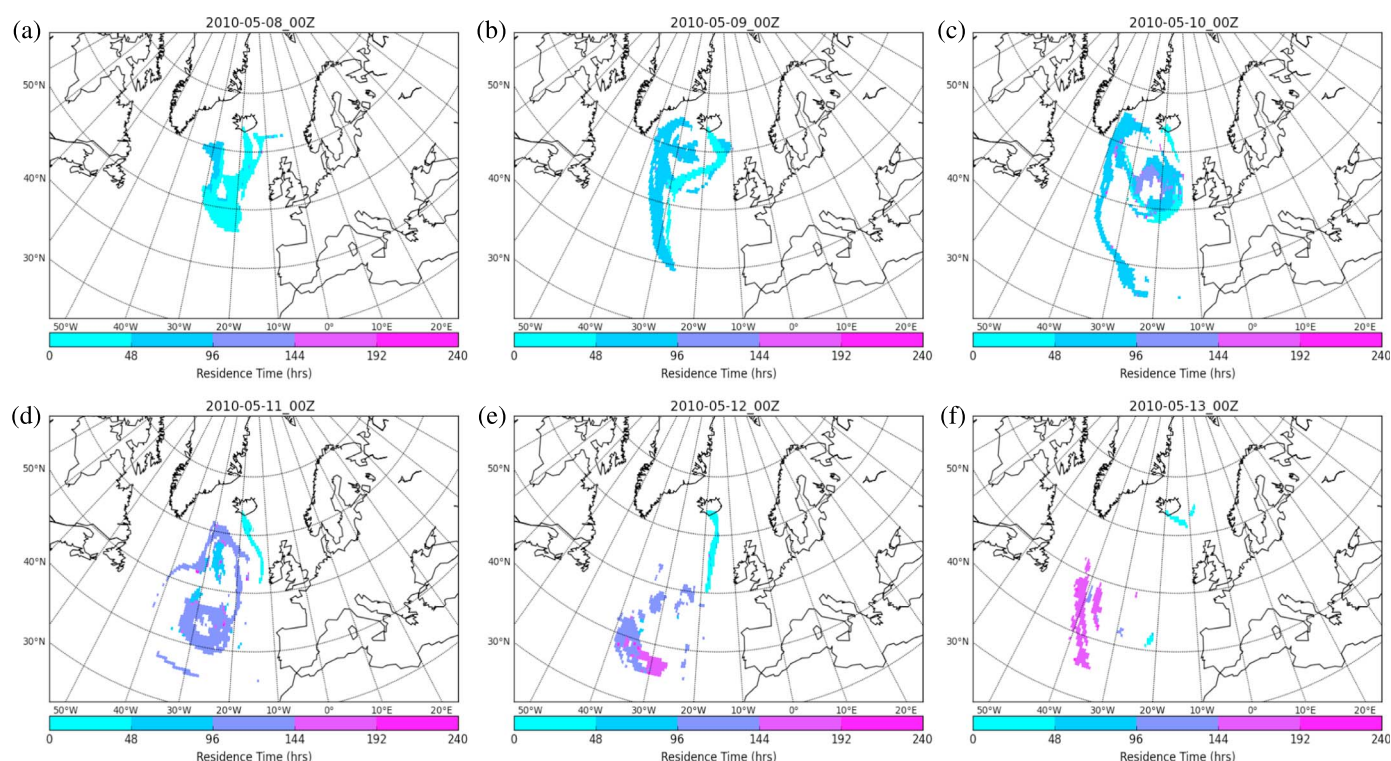 (a) 2010-05-08_00Z
50°N
40°N
30°N
50°W 40°W 30°W 20°W 10°W 0° 10°E 20°E
0 48 96 144 192 240
Residence Time (hrs)
(b) 2010-05-09_00Z
50°N
40°N
30°N
50°W 40°W 30°W 20°W 10°W 0° 10°E 20°E
0 48 96 144 192 240
Residence Time (hrs)
(c) 2010-05-10_00Z
50°N
40°N
30°N
50°W 40°W 30°W 20°W 10°W 0° 10°E 20°E
0 48 96 144 192 240
Residence Time (hrs)
(d) 2010-05-11_00Z
50°N
40°N
30°N
50°W 40°W 30°W 20°W 10°W 0° 10°E 20°E
0 48 96 144 192 240
Residence Time (hrs)
(e) 2010-05-12_00Z
50°N
40°N
30°N
50°W 40°W 30°W 20°W 10°W 0° 10°E 20°E
0 48 96 144 192 240
Residence Time (hrs)
(f) 2010-05-13_00Z
50°N
40°N
30°N
50°W 40°W 30°W 20°W 10°W 0° 10°E 20°E
0 48 96 144 192 240
Residence Time (hrs)